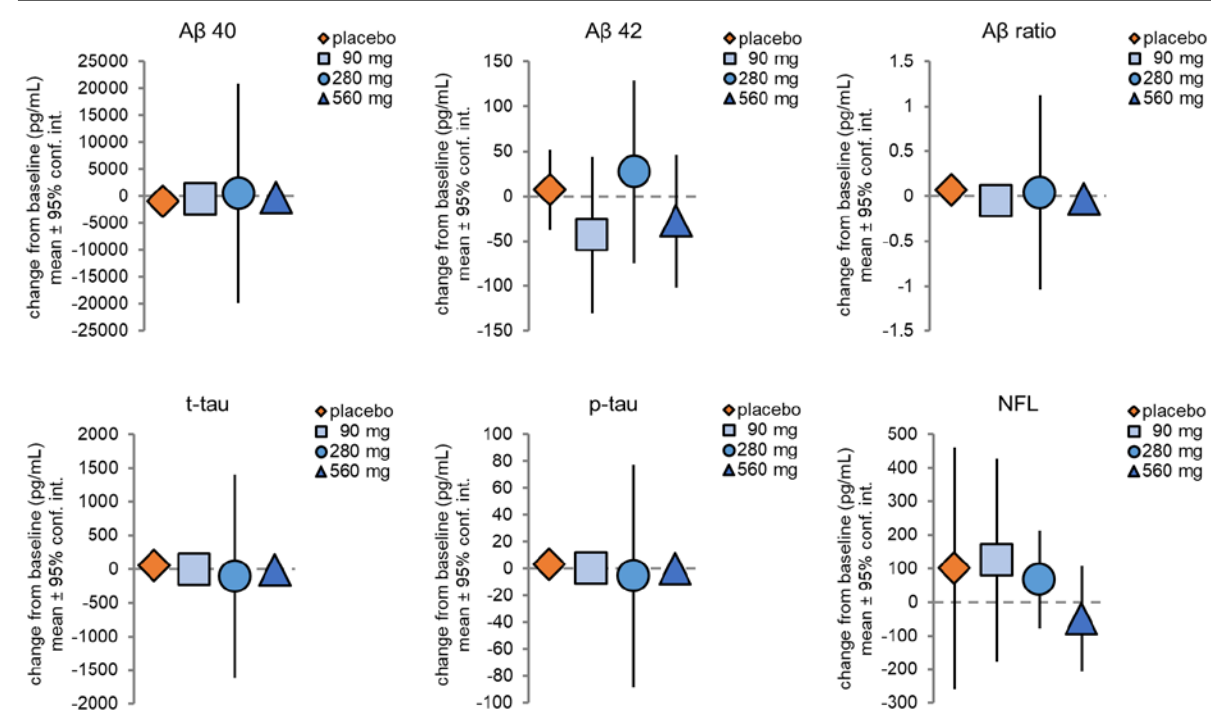 Aβ 40
placebo
90 mg
280 mg
560 mg
change from baseline (pg/mL)
mean ± 95% conf. int.
25000
20000
15000
10000
5000
0
-5000
-10000
-15000
-20000
-25000
Aβ 42
placebo
90 mg
280 mg
560 mg
change from baseline (pg/mL)
mean ± 95% conf. int.
150
100
50
0
-50
-100
-150
Aβ ratio
placebo
90 mg
280 mg
560 mg
change from baseline (pg/mL)
mean ± 95% conf. int.
1.5
1
0.5
0
-0.5
-1
-1.5
t-tau
placebo
90 mg
280 mg
560 mg
change from baseline (pg/mL)
mean ± 95% conf. int.
2000
1500
1000
500
0
-500
-1000
-1500
-2000
p-tau
placebo
90 mg
280 mg
560 mg
change from baseline (pg/mL)
mean ± 95% conf. int.
100
80
60
40
20
0
-20
-40
-60
-80
-100
NFL
placebo
90 mg
280 mg
560 mg
change from baseline (pg/mL)
mean ± 95% conf. int.
500
400
300
200
100
0
-100
-200
-300